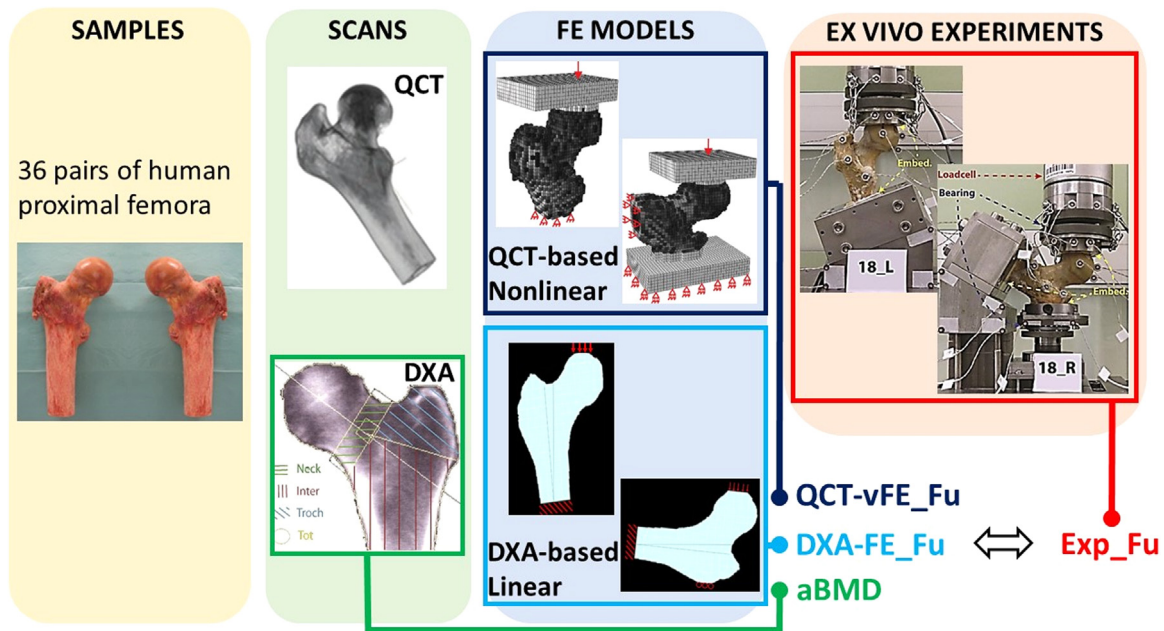 SAMPLES
36 pairs of human
proximal femora
SCANS
QCT
DXA
Neck
Inter
Troch
Tot
FE MODELS
QCT-based
Nonlinear
DXA-based
Linear
EX VIVO EXPERIMENTS
Embed.
18_L
Loadcell
Bearing
Embed.
18_R
QCT-vFE_Fu
DXA-FE_Fu
Exp_Fu
aBMD